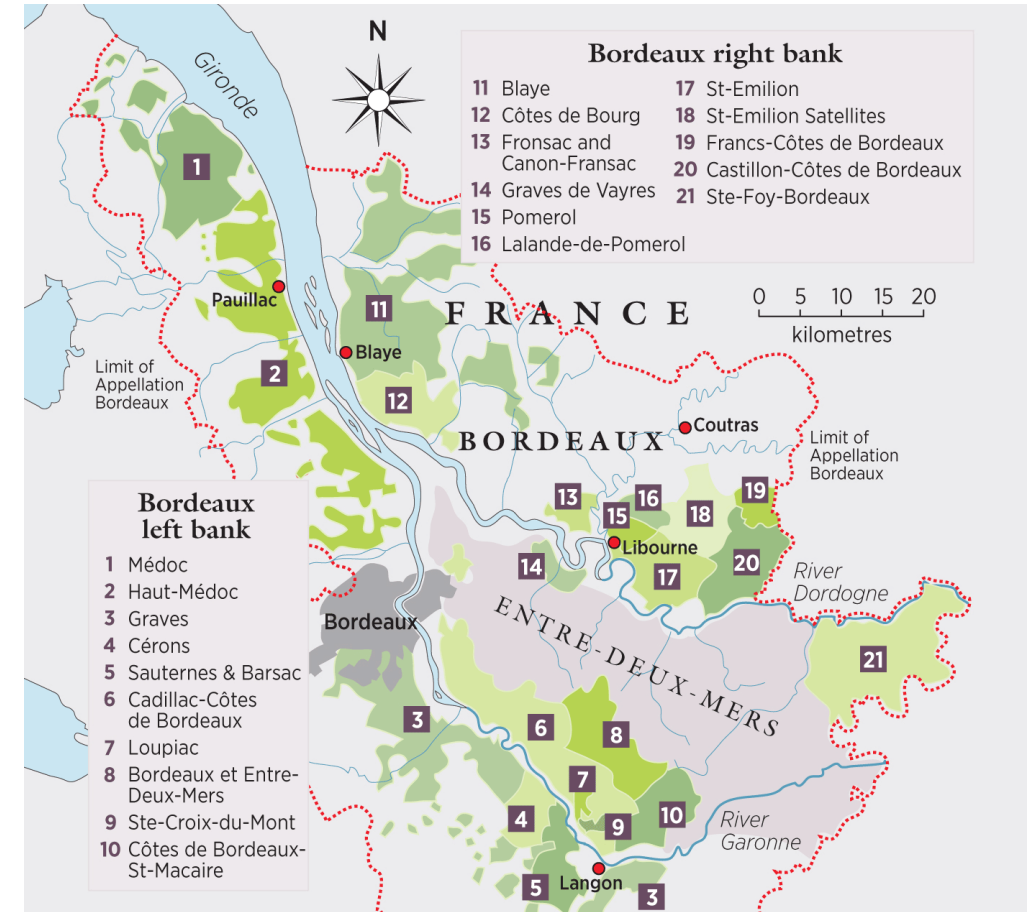 Gironde
N
Bordeaux right bank
11 Blaye
12 Côtes de Bourg
13 Fronsac and
Canon-Fransac
14 Graves de Vayres
15 Pomerol
16 Lalande-de-Pomerol
17 St-Emilion
18 St-Emilion Satellites
19 Francs-Côtes de Bordeaux
20 Castillon-Côtes de Bordeaux
21 Ste-Foy-Bordeaux
1
Pauillac
11
FRANCE
0 5 10 15 20
kilometres
Blaye
Limit of
Appellation
Bordeaux
2
12
BORDEAUX
Coutras
Limit of
Appellation
Bordeaux
Bordeaux
left bank
1 Médoc
2 Haut-Médoc
3 Graves
4 Cérons
5 Sauternes & Barsac
6 Cadillac-Côtes
de Bordeaux
7 Loupiac
8 Bordeaux et Entre-
Deux-Mers
9 Ste-Croix-du-Mont
10 Côtes de Bordeaux-
St-Macaire
13
16
15
18
19
Libourne
14
17
20
River
Dordogne
Bordeaux
ENTRE-DEUX-MERS
21
3
6
8
7
4
9
10
River
Garonne
5
Langon
3